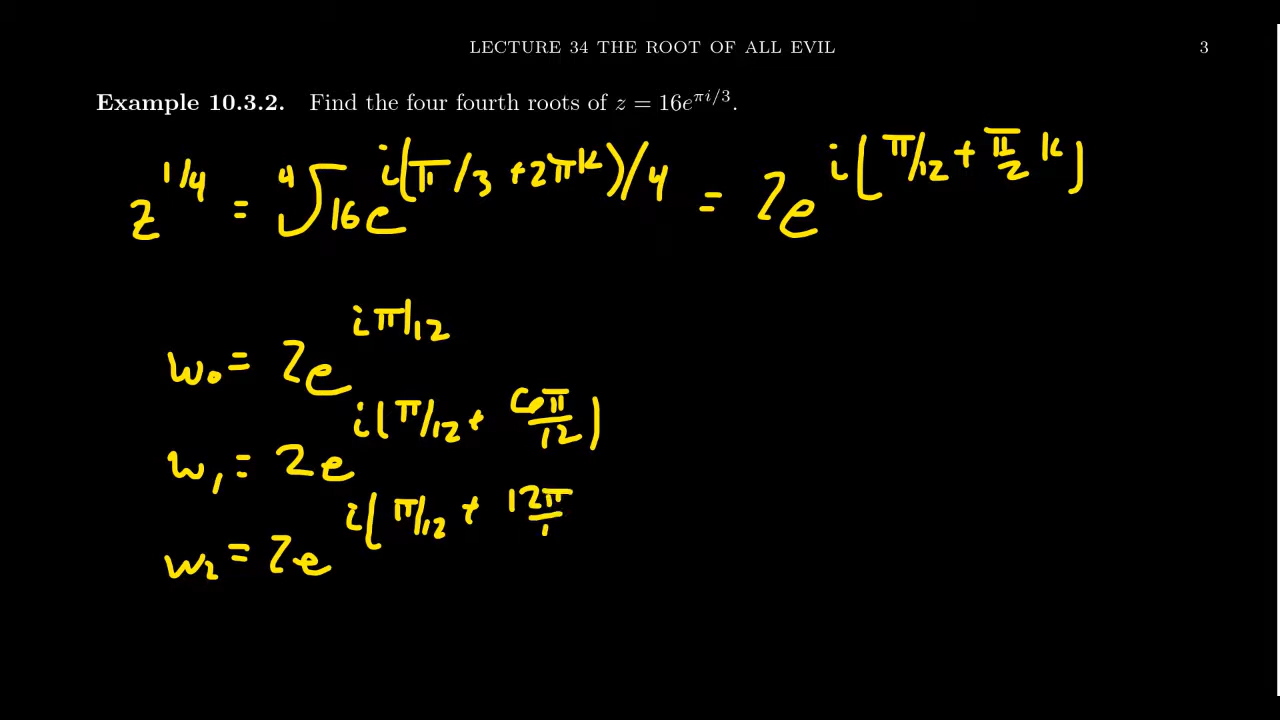 LECTURE 34 THE ROOT OF ALL EVIL 3
Example 10.3.2. Find the four fourth roots of z = 16e^{πi/3}.
z^{1/4} = ∜16 e^{i(π/3 + 2πk)/4} = 2e^{i(π/12 + π/2 k)}
w₀ = 2e^{iπ/12}
w₁ = 2e^{i(π/12 + 6π/12)}
w₂ = 2e^{i(π/12 + 12π/1